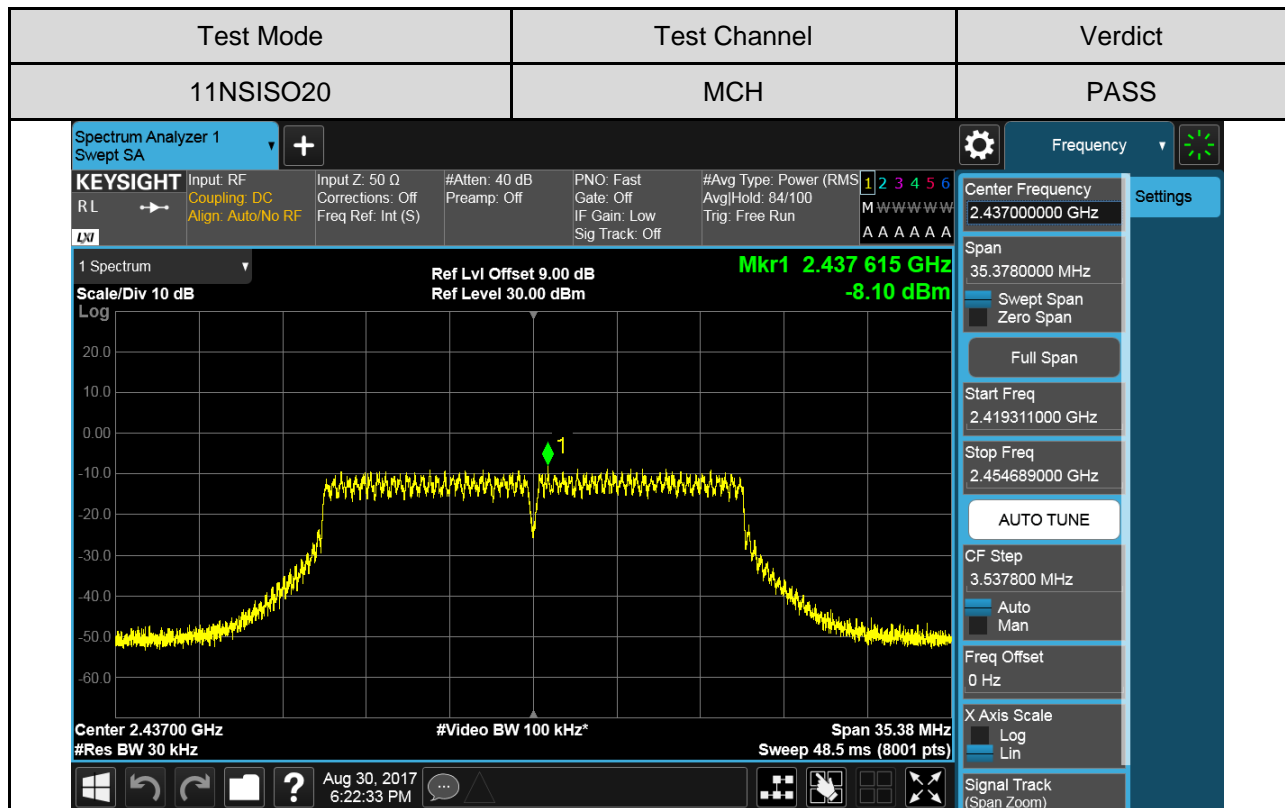 Test Mode Test Channel Verdict
11NSISO20 MCH PASS
Spectrum Analyzer 1
Swept SA
Frequency
KEYSIGHT
R L
LXI
Input: RF
Coupling: DC
Align: Auto/No RF
Input Z: 50 Ω
Corrections: Off
Freq Ref: Int (S)
#Atten: 40 dB
Preamp: Off
PNO: Fast
Gate: Off
IF Gain: Low
Sig Track: Off
#Avg Type: Power (RMS
Avg|Hold: 84/100
Trig: Free Run
1 2 3 4 5 6
M W W W W W
A A A A A A
1 Spectrum
Scale/Div 10 dB
Log
Ref Lvl Offset 9.00 dB
Ref Level 30.00 dBm
Mkr1 2.437 615 GHz
-8.10 dBm
20.0
10.0
0.00
-10.0
-20.0
-30.0
-40.0
-50.0
-60.0
1
Center 2.43700 GHz
#Res BW 30 kHz
#Video BW 100 kHz*
Span 35.38 MHz
Sweep 48.5 ms (8001 pts)
?
Aug 30, 2017
6:22:33 PM
Center Frequency
2.437000000 GHz
Settings
Span
35.3780000 MHz
Swept Span
Zero Span
Full Span
Start Freq
2.419311000 GHz
Stop Freq
2.454689000 GHz
AUTO TUNE
CF Step
3.537800 MHz
Auto
Man
Freq Offset
0 Hz
X Axis Scale
Log
Lin
Signal Track
(Span Zoom)